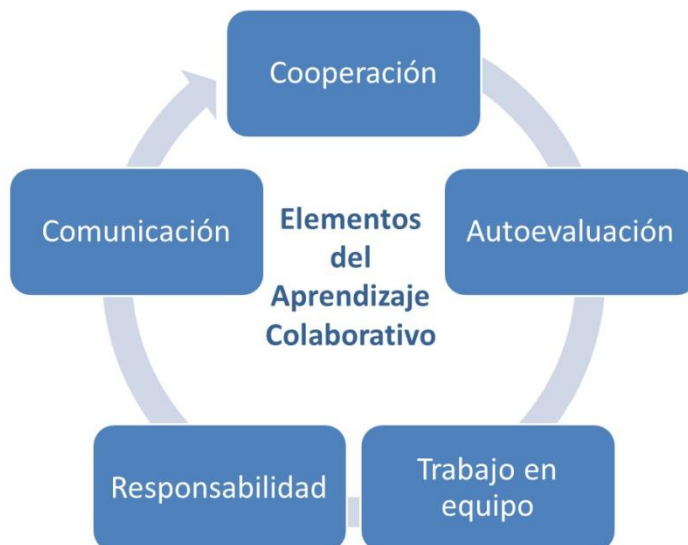 Cooperación
Autoevaluación
Trabajo en
equipo
Responsabilidad
Comunicación
Elementos
del
Aprendizaje
Colaborativo